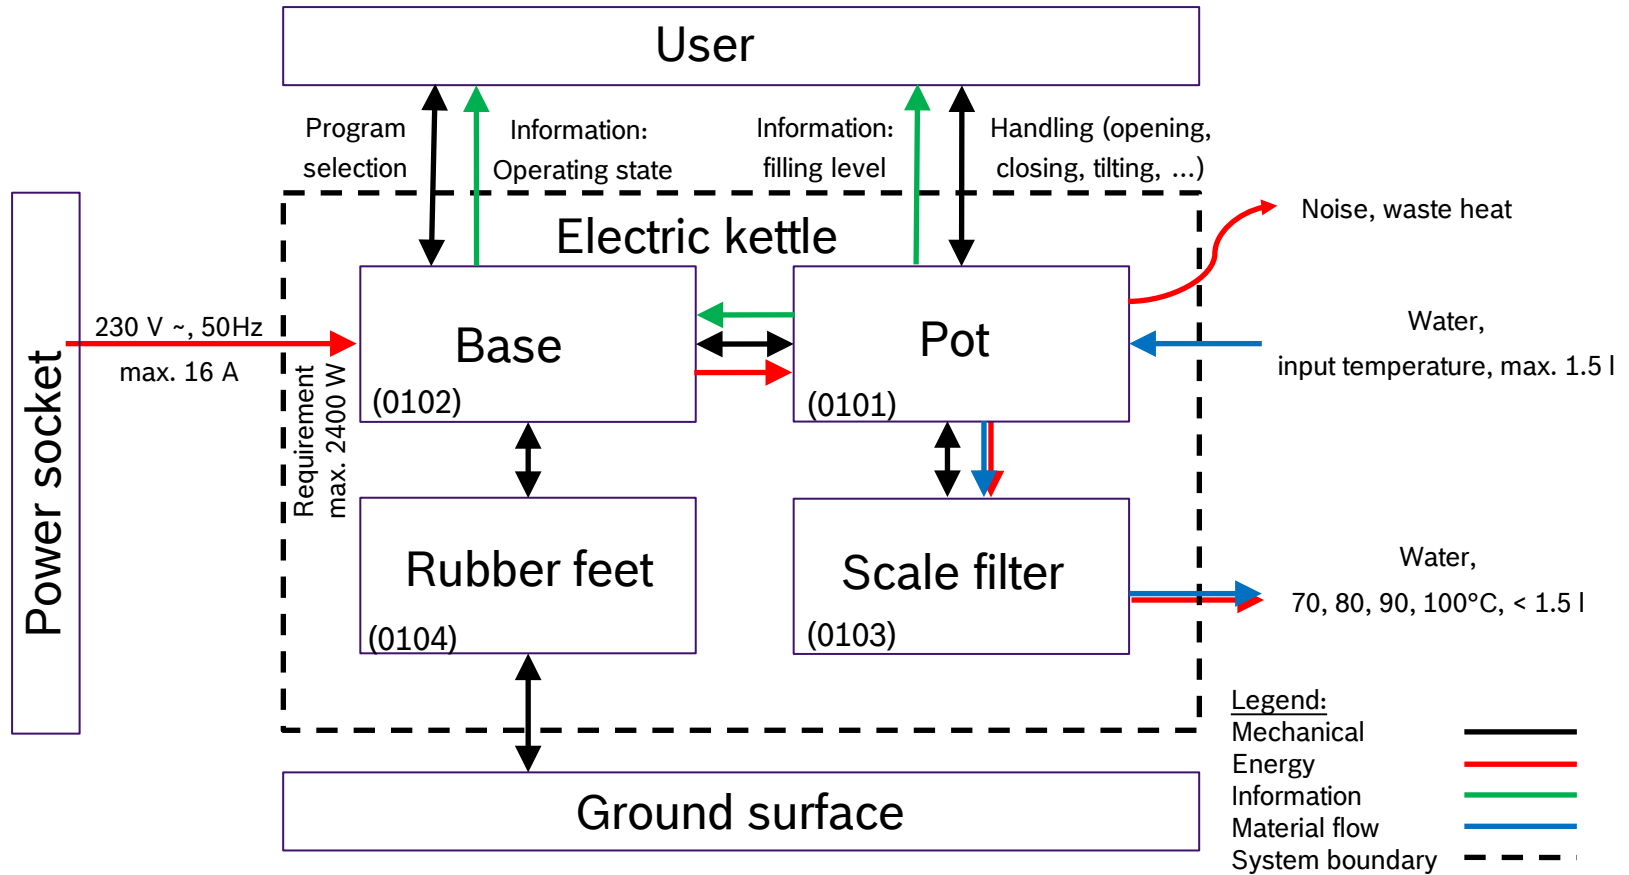 User
Program
selection
Information:
Operating state
Information:
filling level
Handling (opening,
closing, tilting, ...)
Electric kettle
Noise, waste heat
Power socket
230 V ~, 50Hz
max. 16 A
Requirement
max. 2400 W
Base
(0102)
Pot
(0101)
Water,
input temperature, max. 1.5 l
Rubber feet
(0104)
Scale filter
(0103)
Water,
70, 80, 90, 100°C, < 1.5 l
Ground surface
Legend:
Mechanical
Energy
Information
Material flow
System boundary